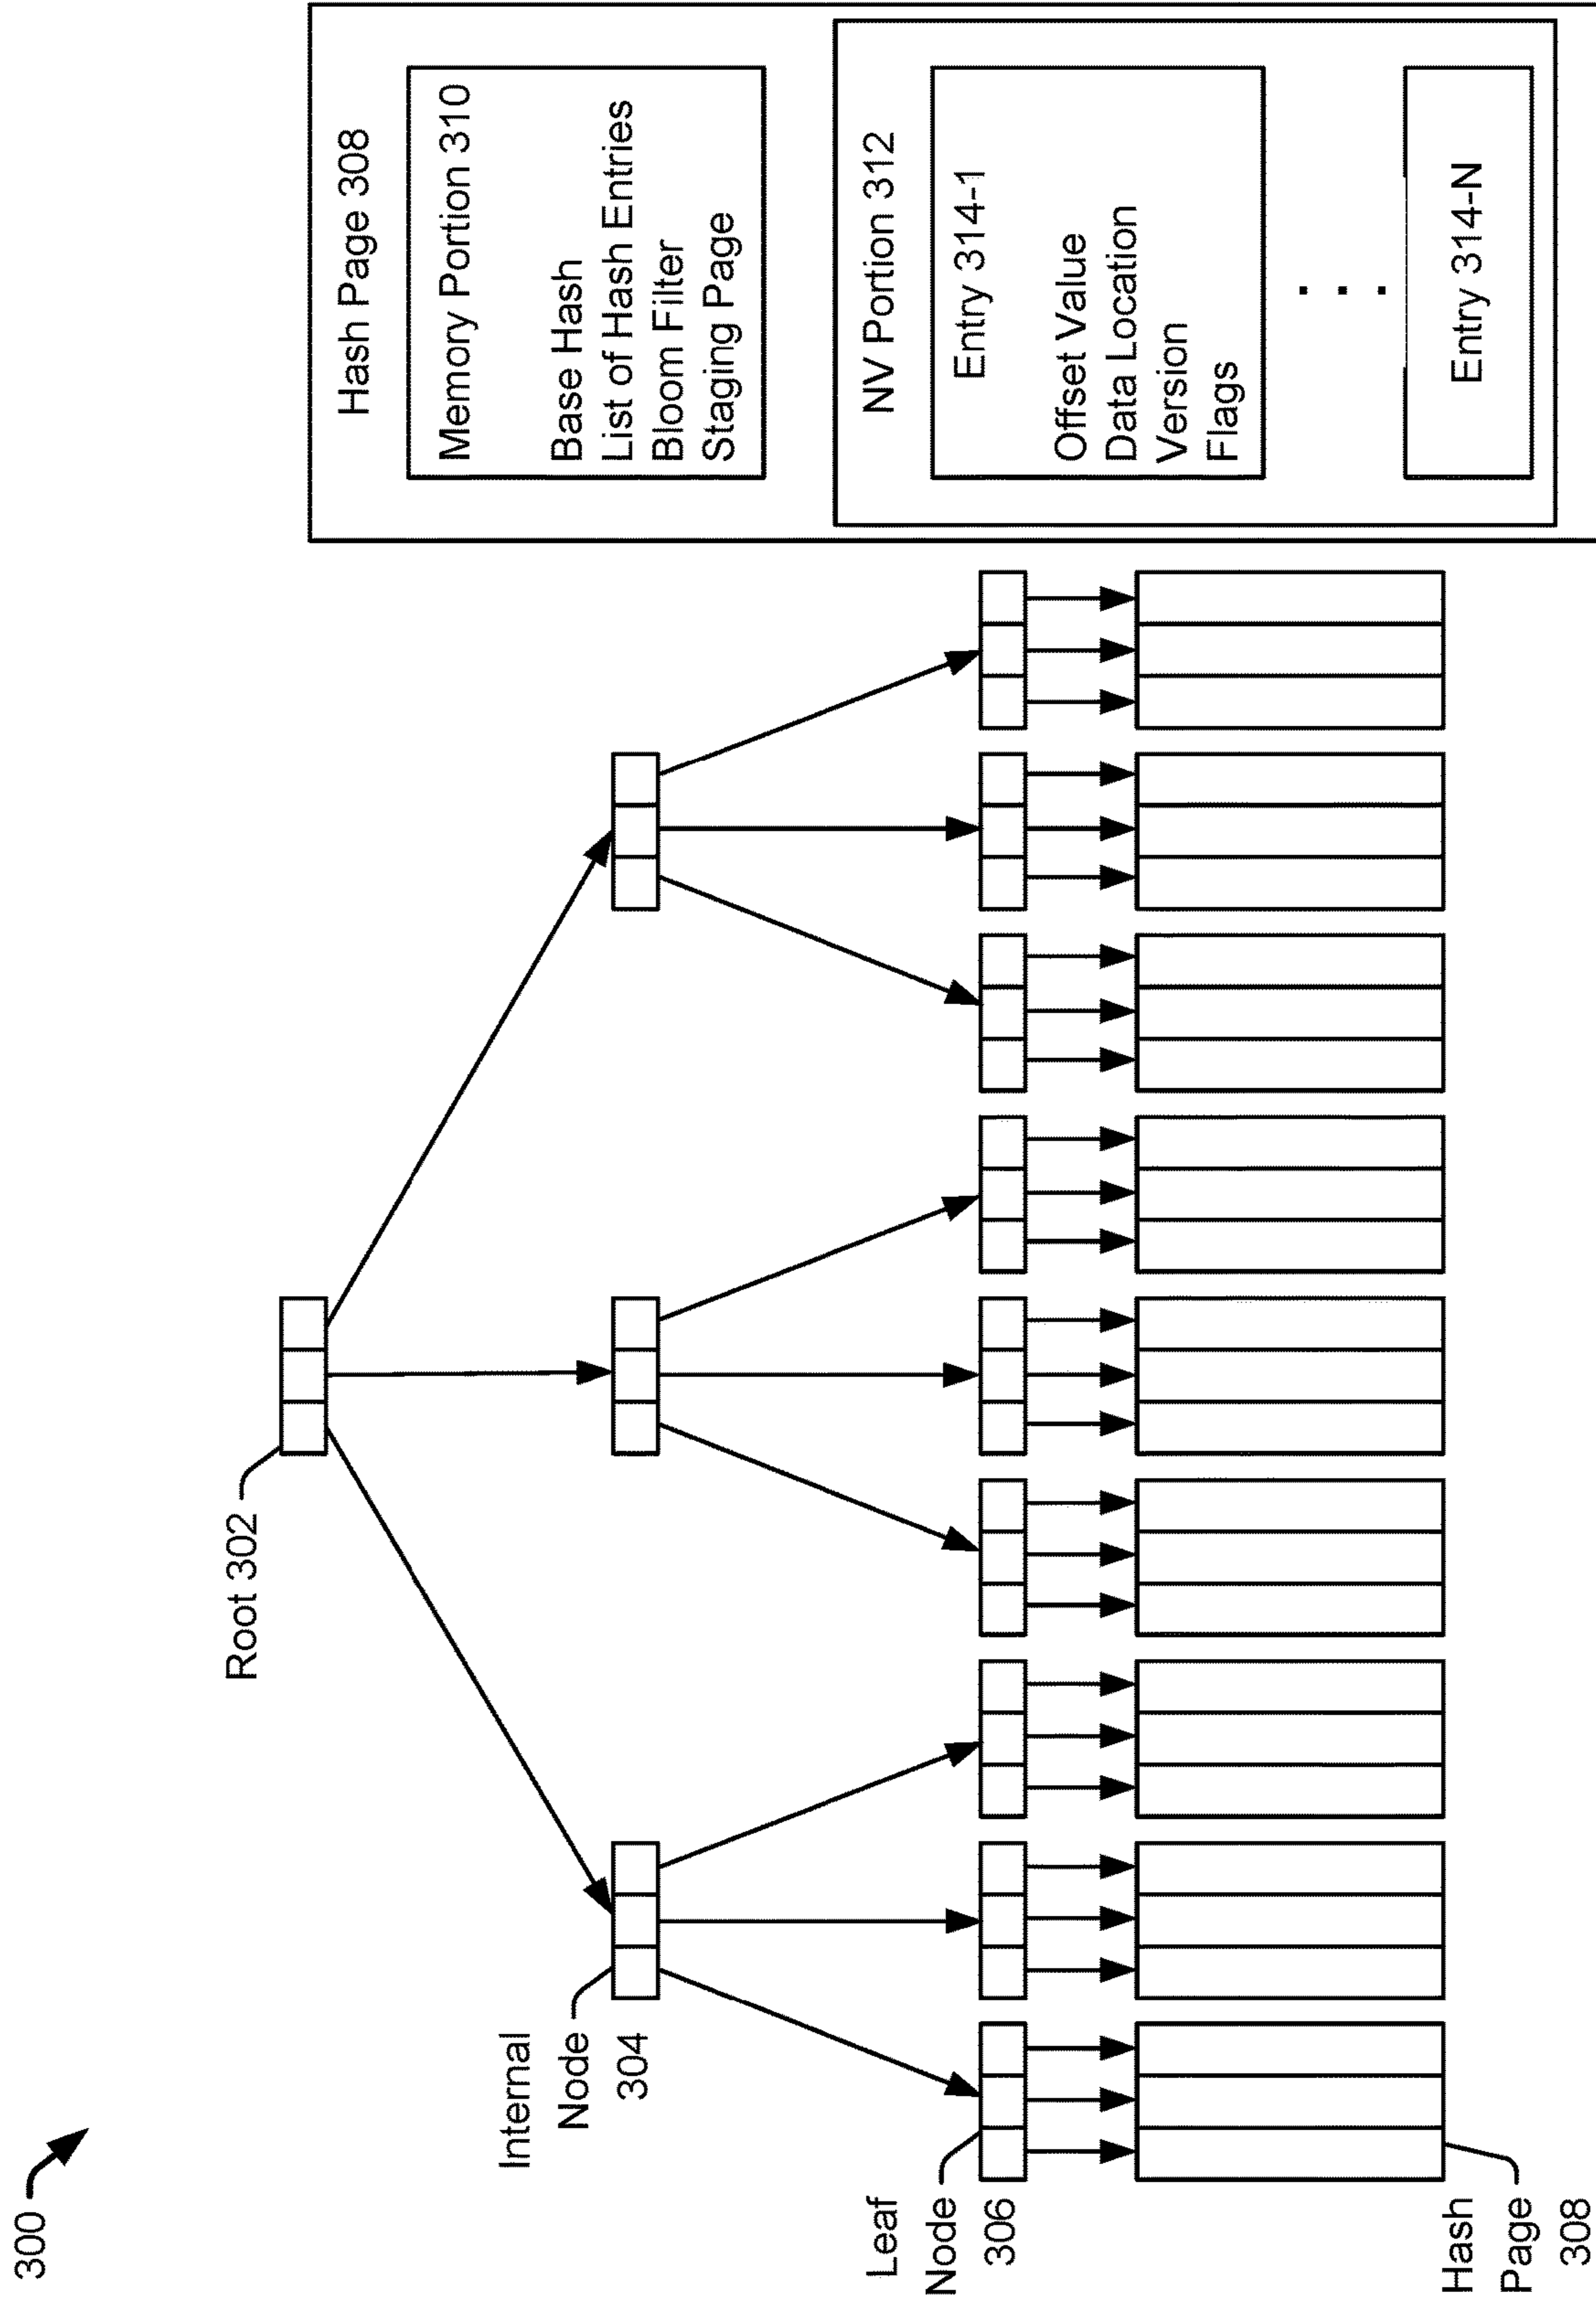 300
Root 302
Internal
Node
304
Leaf
Node
306
Hash
Page
308
Hash Page 308
Memory Portion 310
Base Hash
List of Hash Entries
Bloom Filter
Staging Page
NV Portion 312
Entry 314-1
Offset Value
Data Location
Version
Flags
. . .
Entry 314-N